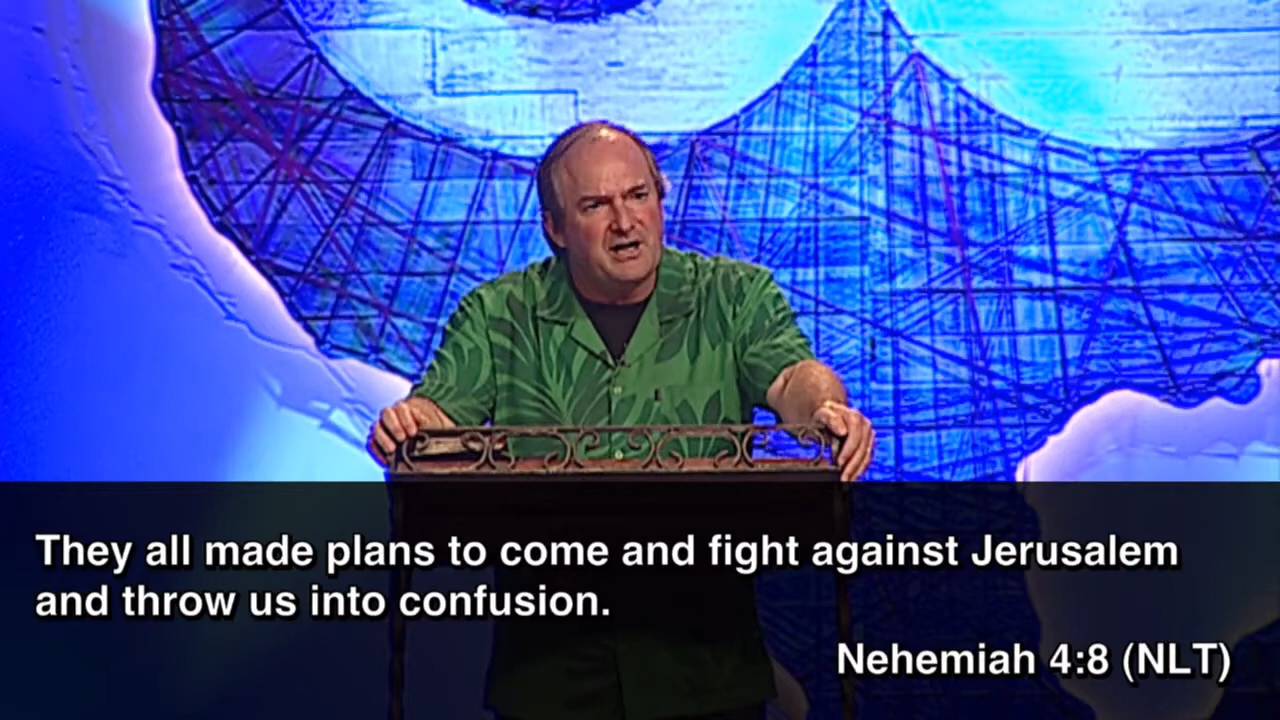 They all made plans to come and fight against Jerusalem
and throw us into confusion.
Nehemiah 4:8 (NLT)